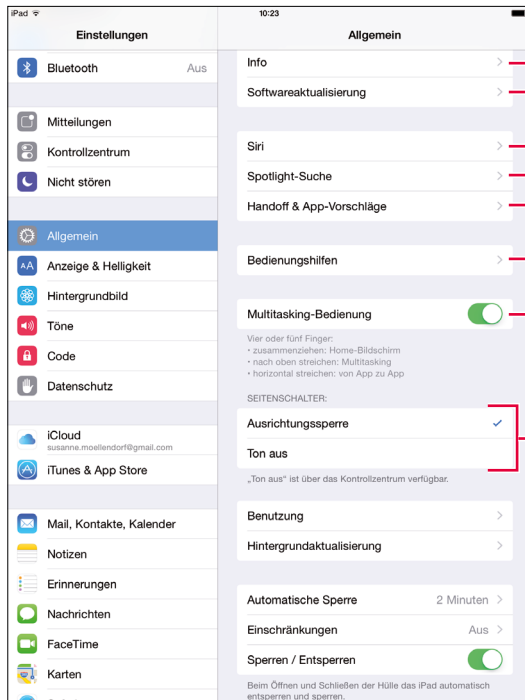 iPad
10:23
Einstellungen
Bluetooth Aus
Mitteilungen
Kontrollzentrum
Nicht stören
Allgemein
AA Anzeige & Helligkeit
Hintergrundbild
Töne
Code
Datenschutz
iCloud
susanne.moellendorf@gmail.com
iTunes & App Store
Mail, Kontakte, Kalender
Notizen
Erinnerungen
Nachrichten
FaceTime
Karten
Allgemein
Info
Softwareaktualisierung
Siri
Spotlight-Suche
Handoff & App-Vorschläge
Bedienungshilfen
Multitasking-Bedienung
Vier oder fünf Finger:
• zusammenziehen: Home-Bildschirm
• nach oben streichen: Multitasking
• horizontal streichen: von App zu App
SEITENSCHALTER:
Ausrichtungssperre
Ton aus
„Ton aus“ ist über das Kontrollzentrum verfügbar.
Benutzung
Hintergrundaktualisierung
Automatische Sperre 2 Minuten
Einschränkungen Aus
Sperren / Entsperren
Beim Öffnen und Schließen der Hülle das iPad automatisch
entsperren und sperren.